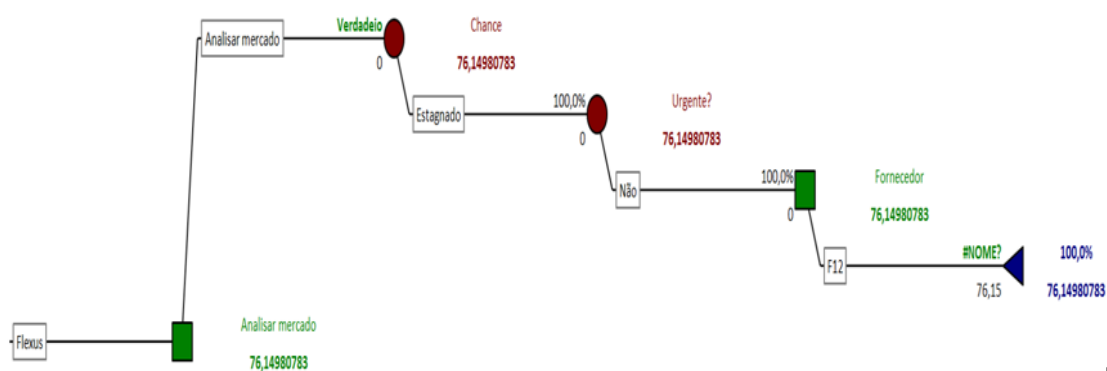 Analisar mercado
Verdadeio
0
Chance
76,14980783
Estagnado
100,0%
0
Urgente?
76,14980783
Não
100,0%
0
Fornecedor
76,14980783
F12
#NOME?
76,15
100,0%
76,14980783
Flexus
Analisar mercado
76,14980783